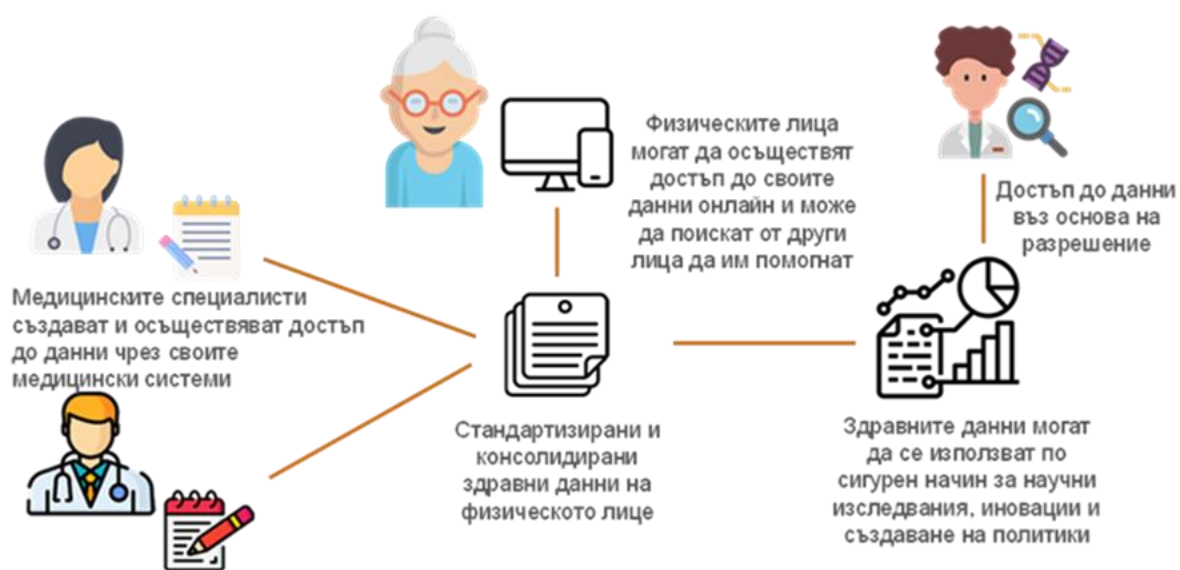 Физическите лица
могат да осъществят
достъп до своите
данни онлайн и може
да поискат от други
лица да им помогнат
Достъп до данни
въз основа на
разрешение
Медицинските специалисти
създават и осъществяват достъп
до данни чрез своите
медицински системи
Стандартизирани и
консолидирани
здравни данни на
физическото лице
Здравните данни могат
да се използват по
сигурен начин за научни
изследвания, иновации и
създаване на политики